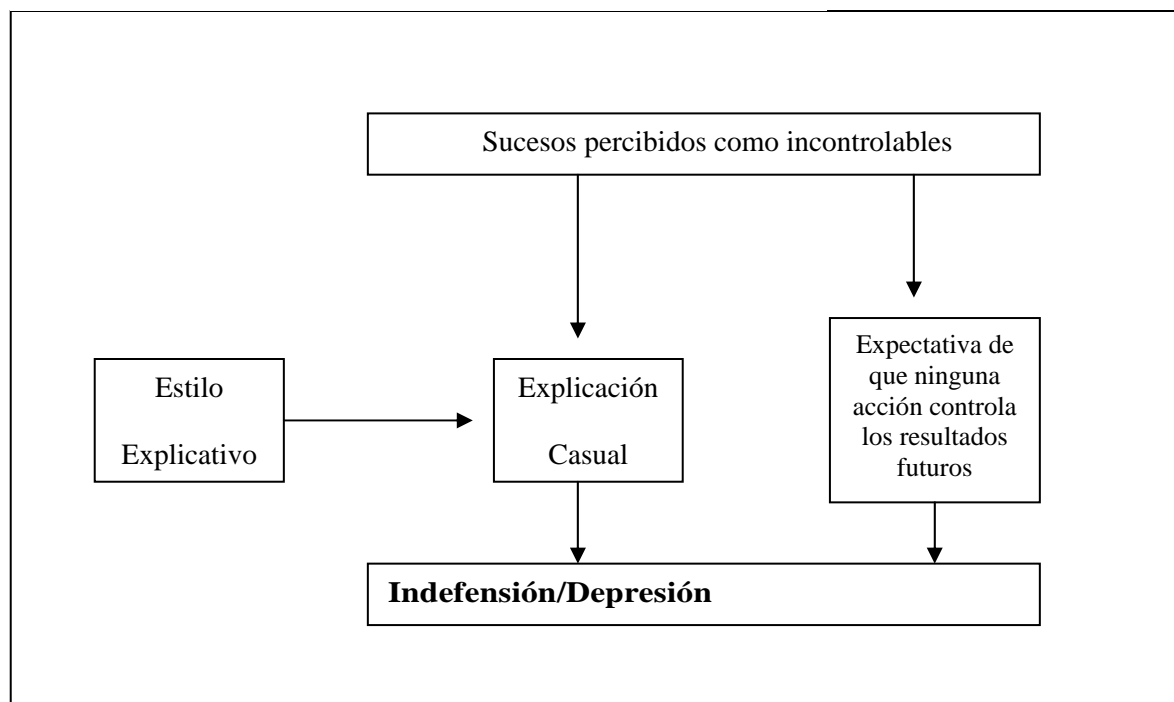 Sucesos percibidos como incontrolables
Estilo
Explicativo
Explicación
Casual
Expectativa de
que ninguna
acción controla
los resultados
futuros
Indefensión/Depresión